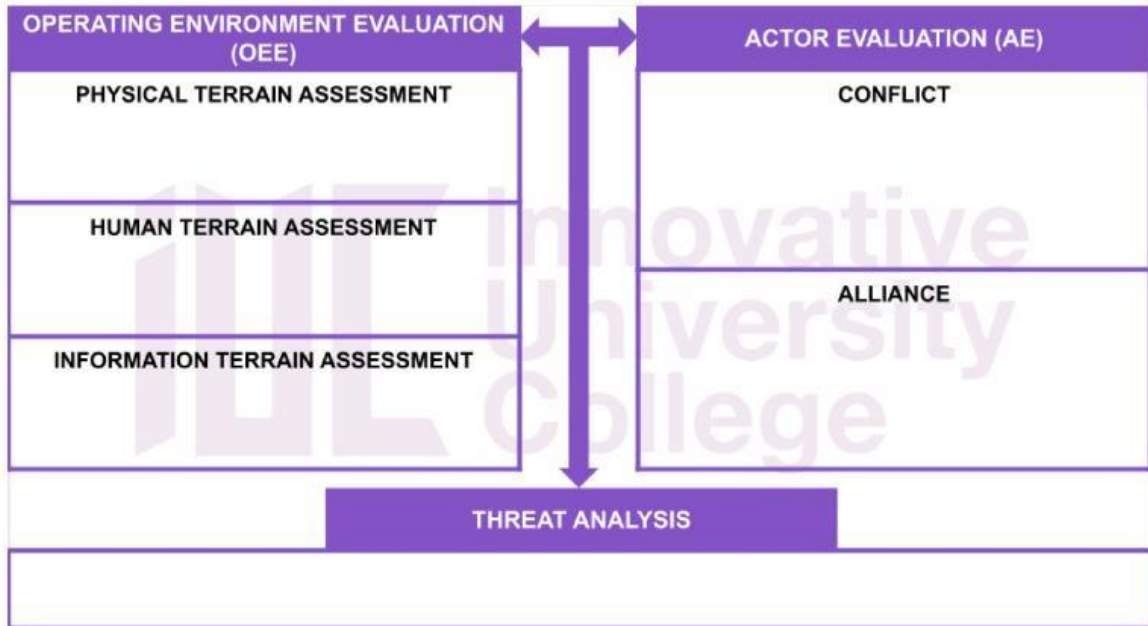 OPERATING ENVIRONMENT EVALUATION
(OEE)
PHYSICAL TERRAIN ASSESSMENT
HUMAN TERRAIN ASSESSMENT
INFORMATION TERRAIN ASSESSMENT
ACTOR EVALUATION (AE)
CONFLICT
ALLIANCE
THREAT ANALYSIS
IUC
Innovative
University
College